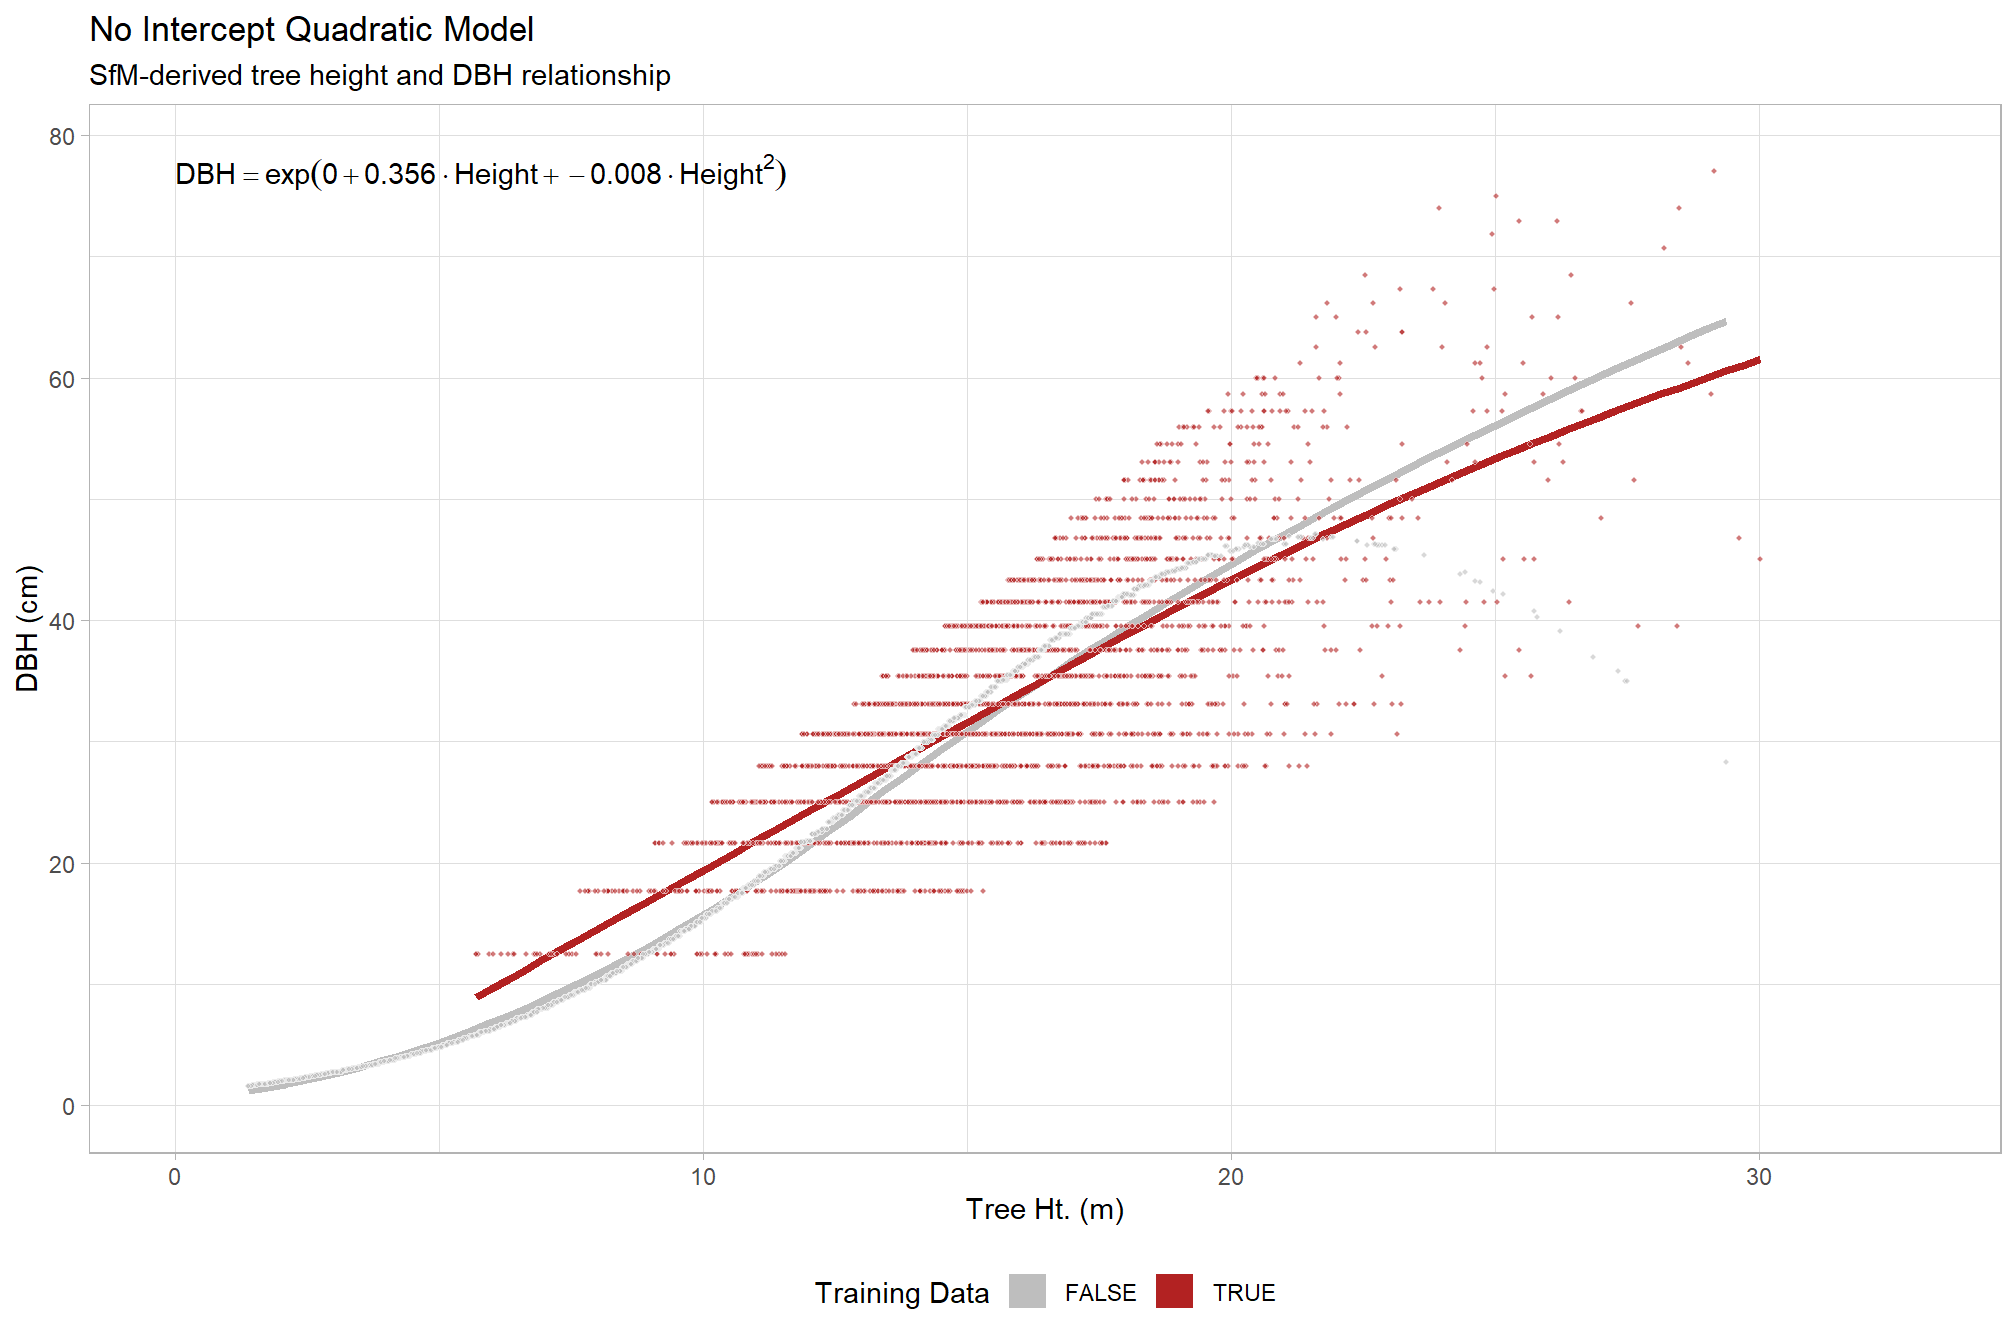 No Intercept Quadratic Model
SfM-derived tree height and DBH relationship
DBH = exp(0 + 0.356 · Height + − 0.008 · Height²)
80
60
40
20
0
DBH (cm)
0 10 20 30
Tree Ht. (m)
Training Data FALSE TRUE